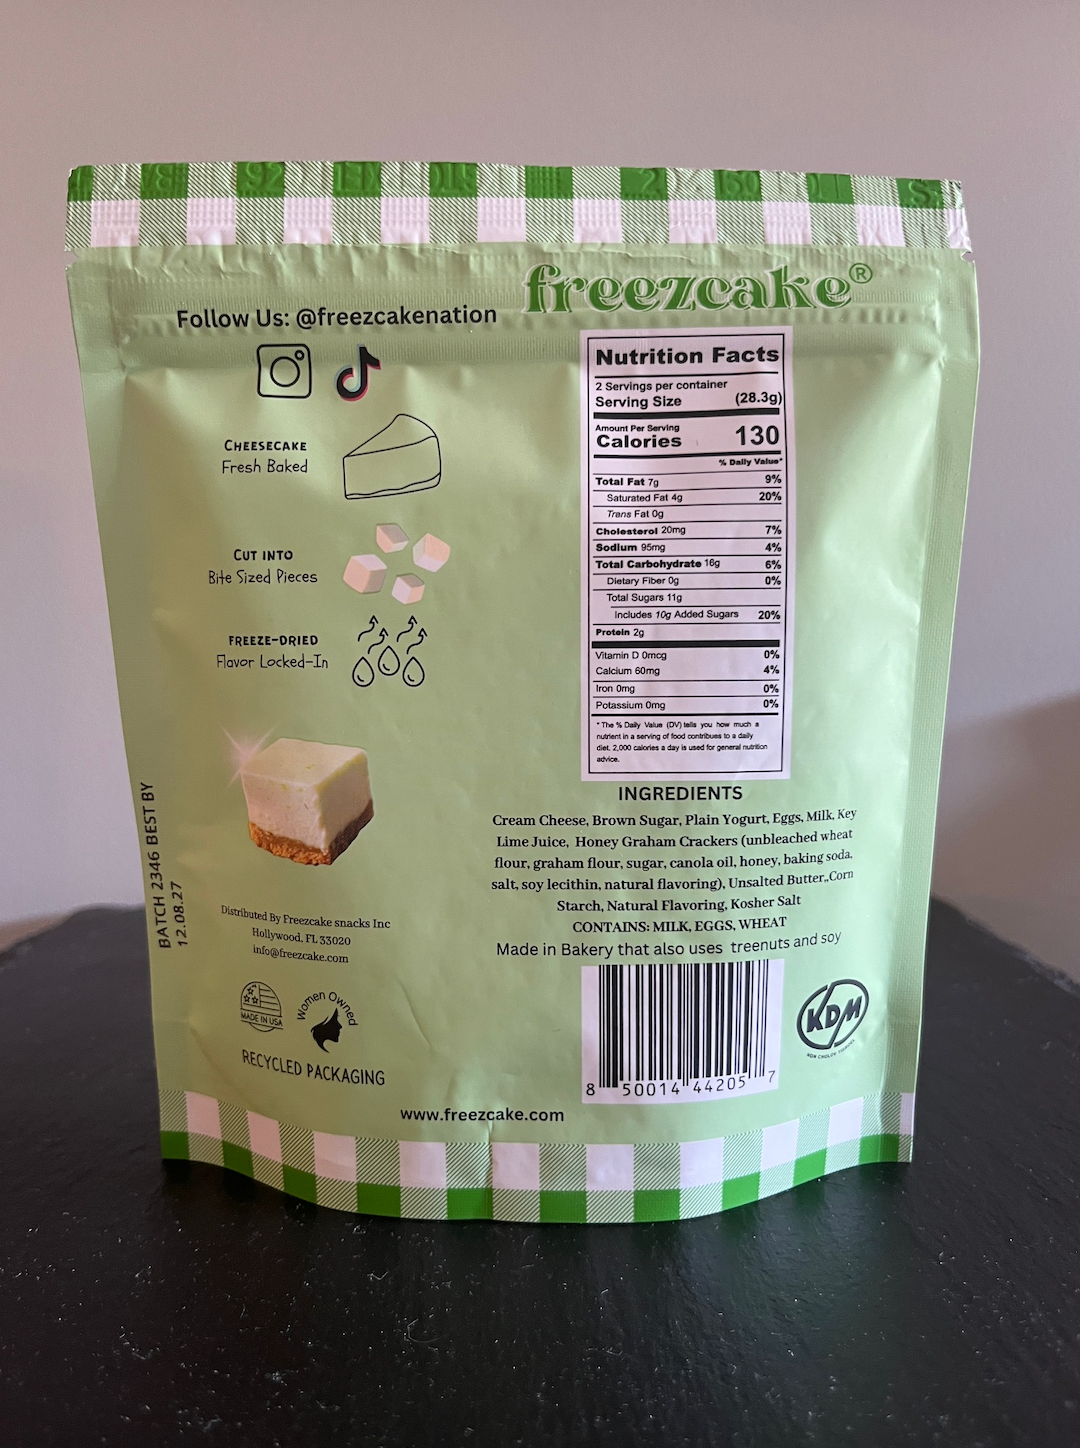 freezcake®
Follow Us: @freezcakenation
CHEESECAKE
Fresh Baked
CUT INTO
Bite Sized Pieces
FREEZE-DRIED
Flavor Locked-In
BATCH 2346 BEST BY
12.08.27
Distributed By Freezcake snacks Inc
Hollywood, FL 33020
info@freezcake.com
MADE IN USA
Women Owned
RECYCLED PACKAGING
Nutrition Facts
2 Servings per container
Serving Size (28.3g)
Amount Per Serving
Calories 130
% Daily Value*
Total Fat 7g 9%
Saturated Fat 4g 20%
Trans Fat 0g
Cholesterol 20mg 7%
Sodium 95mg 4%
Total Carbohydrate 16g 6%
Dietary Fiber 0g 0%
Total Sugars 11g
Includes 10g Added Sugars 20%
Protein 2g
Vitamin D 0mcg 0%
Calcium 60mg 4%
Iron 0mg 0%
Potassium 0mg 0%
* The % Daily Value (DV) tells you how much a
nutrient in a serving of food contribues to a daily
diet. 2,000 calories a day is used for general nutrition
advice.
INGREDIENTS
Cream Cheese, Brown Sugar, Plain Yogurt, Eggs, Milk, Key
Lime Juice, Honey Graham Crackers (unbleached wheat
flour, graham flour, sugar, canola oil, honey, baking soda,
salt, soy lecithin, natural flavoring), Unsalted Butter,,Corn
Starch, Natural Flavoring, Kosher Salt
CONTAINS: MILK, EGGS, WHEAT
Made in Bakery that also uses treenuts and soy
8 50014 44205 7
KDM
NON CHOLOV YISROEL
www.freezcake.com